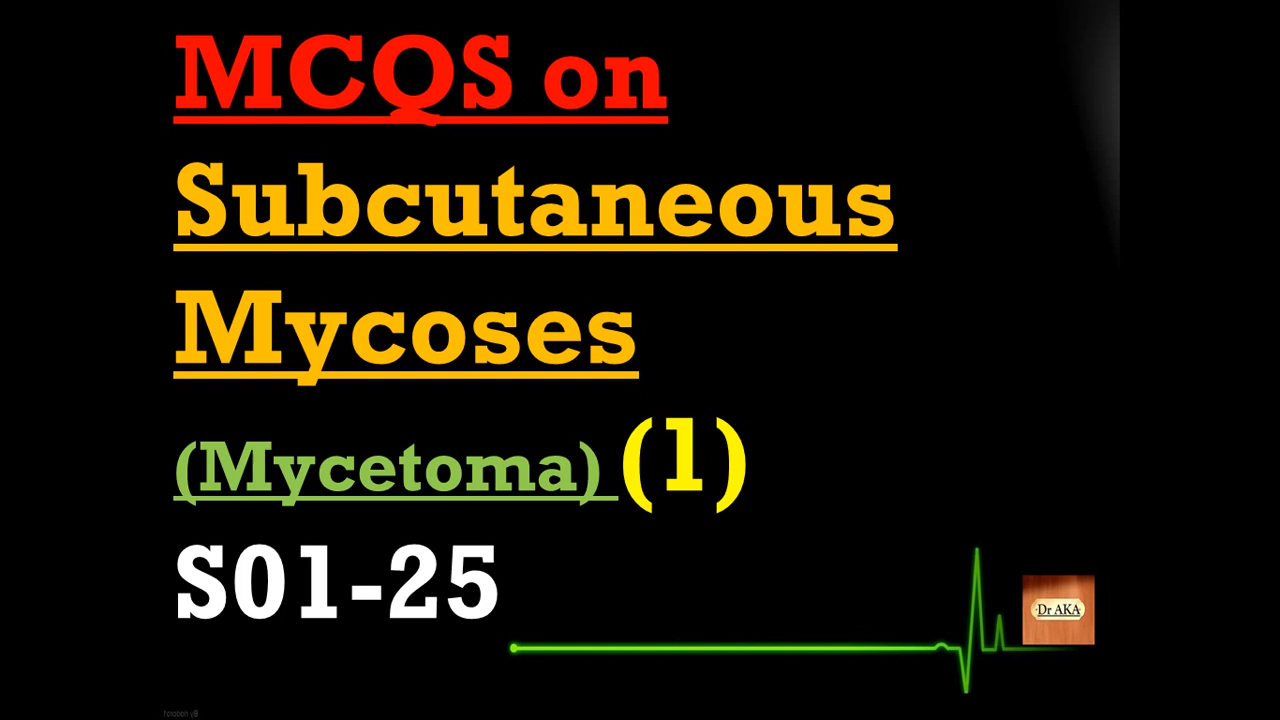 MCQS on
Subcutaneous
Mycoses
(Mycetoma) (1)
S01-25
Dr AKA